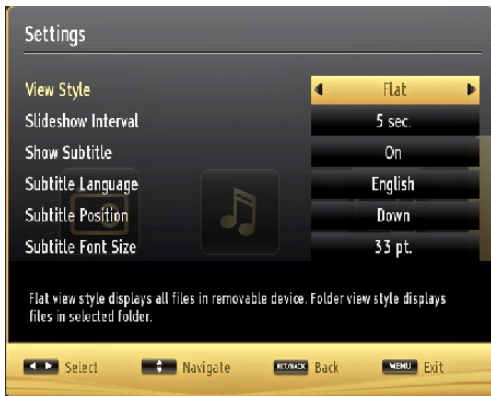 Settings
View Style Flat
Slideshow Interval 5 sec.
Show Subtitle On
Subtitle Language English
Subtitle Position Down
Subtitle Font Size 33 pt.
Flat view style displays all files in removable device. Folder view style displays
files in selected folder.
Select Navigate RET/BACK Back MENU Exit